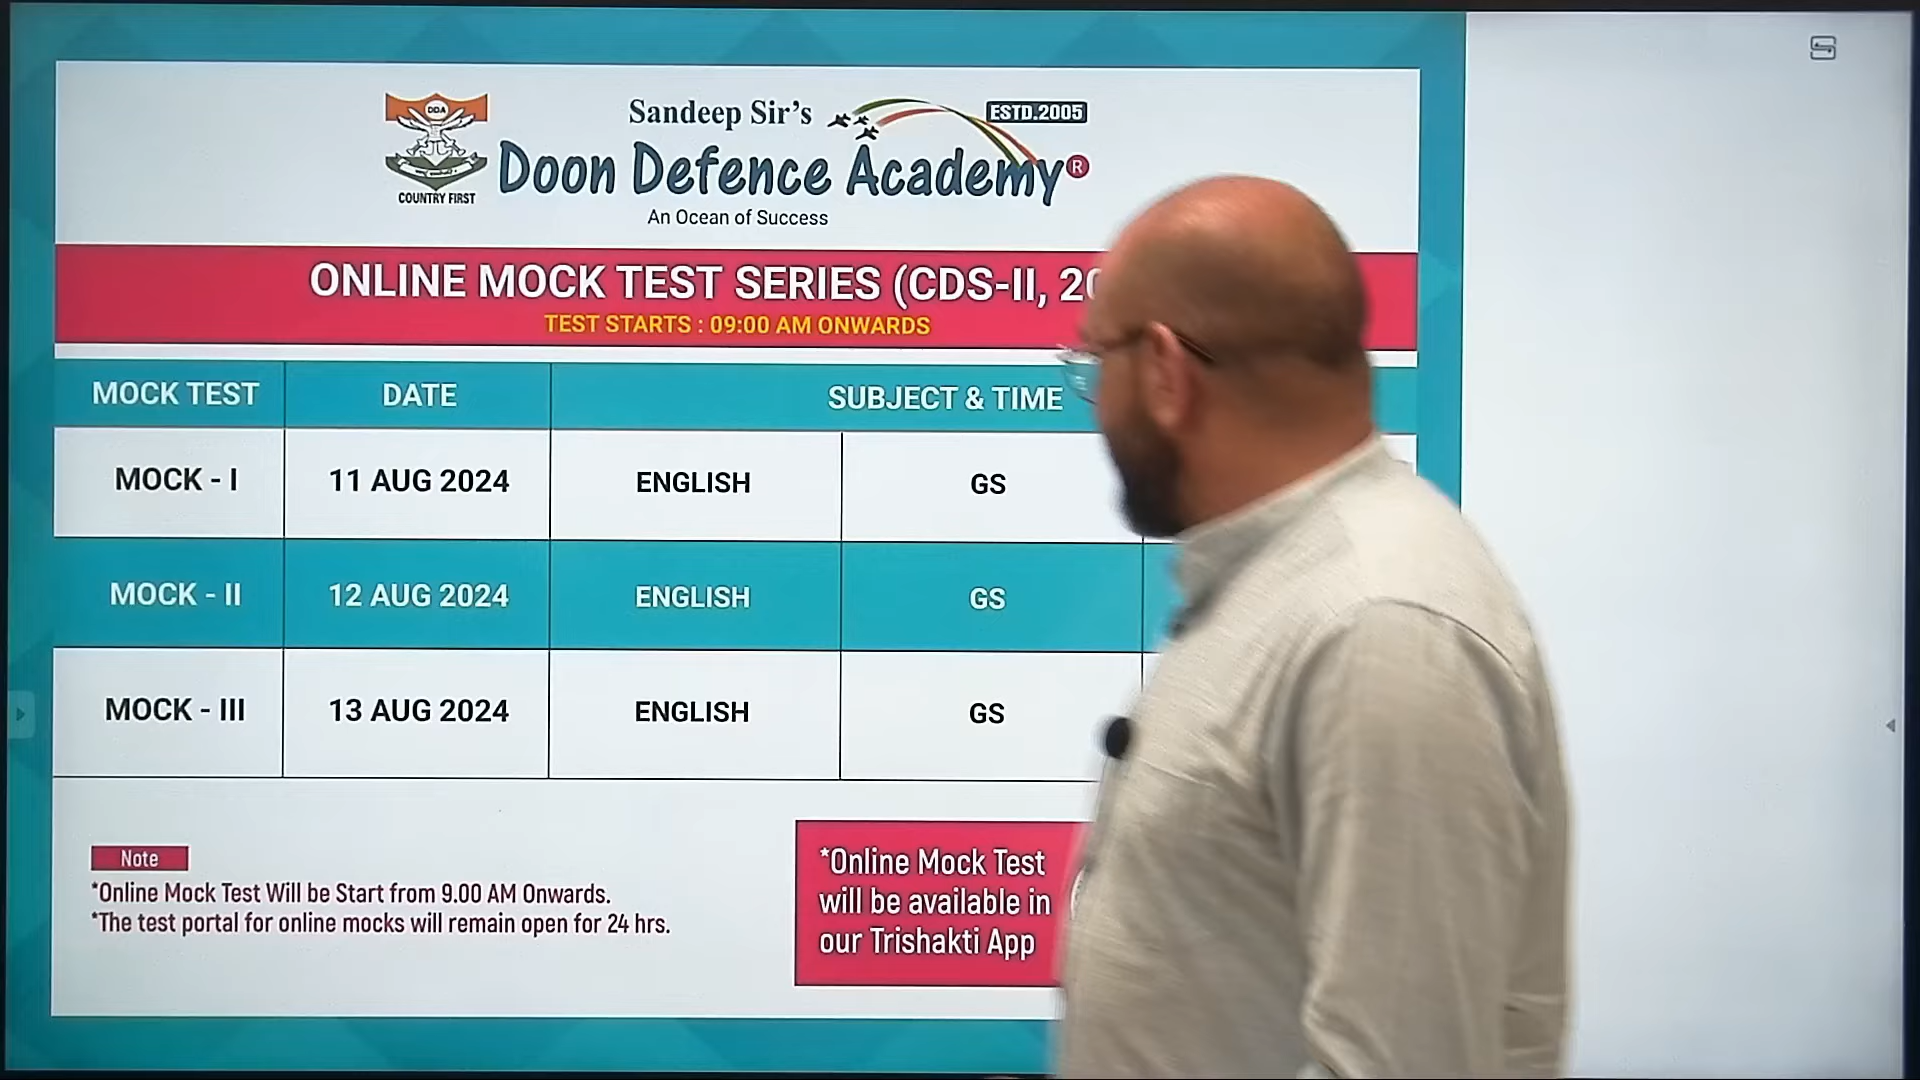 DDA
COUNTRY FIRST
Sandeep Sir's
ESTD.2005
Doon Defence Academy®
An Ocean of Success
ONLINE MOCK TEST SERIES (CDS-II,
TEST STARTS : 09:00 AM ONWARDS
MOCK TEST DATE SUBJECT & TIME
MOCK - I 11 AUG 2024 ENGLISH GS
MOCK - II 12 AUG 2024 ENGLISH GS
MOCK - III 13 AUG 2024 ENGLISH GS
Note
*Online Mock Test Will be Start from 9.00 AM Onwards.
*The test portal for online mocks will remain open for 24 hrs.
*Online Mock Test
will be available in
our Trishakti App